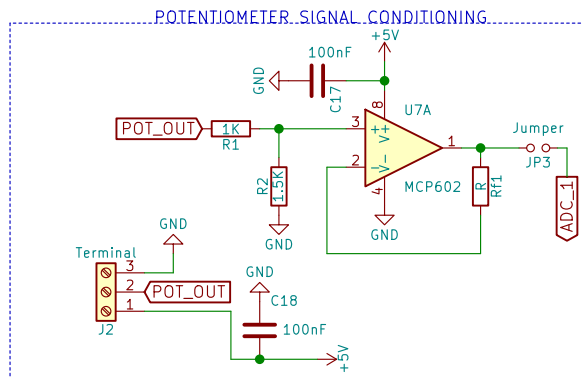 POTENTIOMETER SIGNAL CONDITIONING
+5V
100nF
GND
C17
8
U7A
POT_OUT
1K
R1
3
V+
+
1
Jumper
JP3
2
-
V-
R2
1.5K
4
MCP602
R
Rf1
ADC_1
GND
GND
GND
Terminal
3
2
1
POT_OUT
J2
GND
C18
100nF
+5V